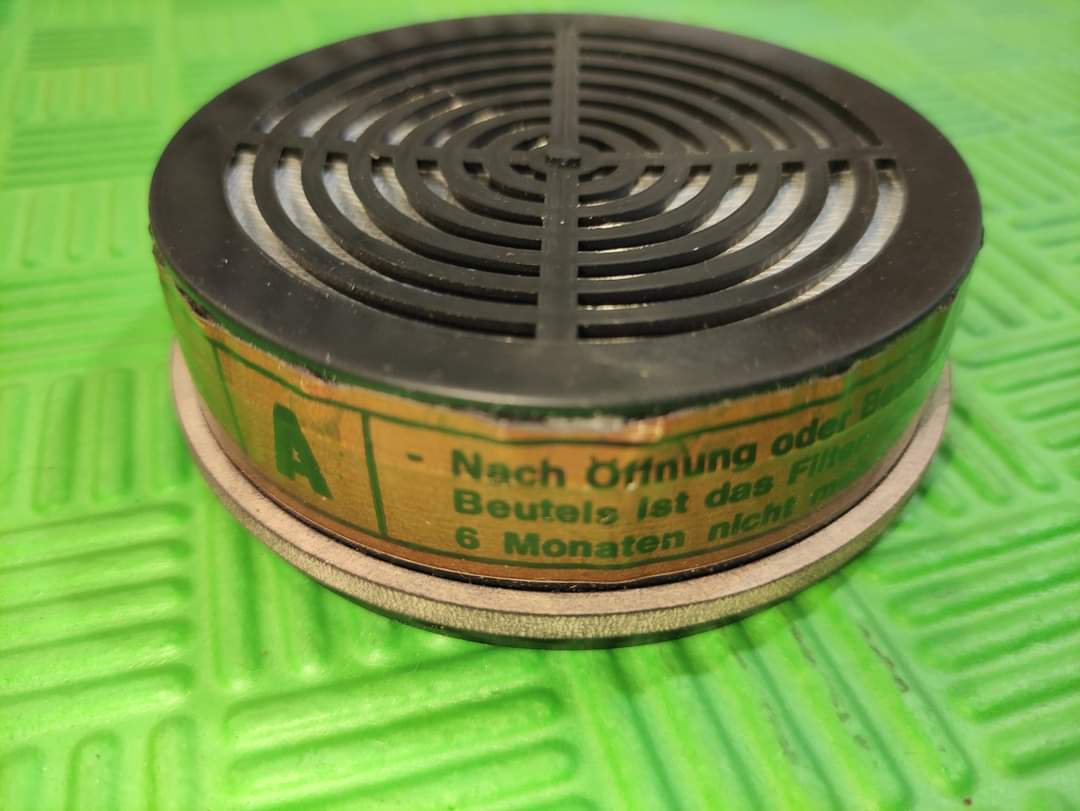 A
- Nach Öffnung oder
Beutels ist das Filter
6 Monaten nicht